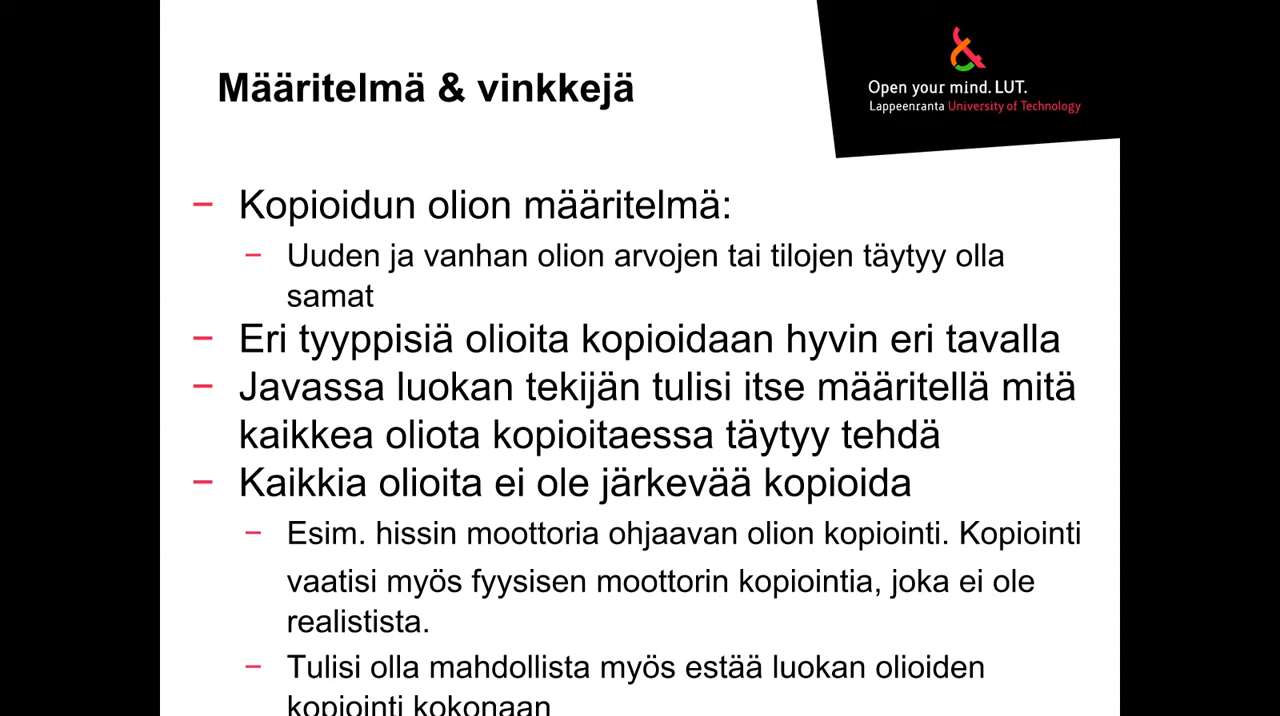 Määritelmä & vinkkejä
Open your mind. LUT.
Lappeenranta University of Technology
– Kopioidun olion määritelmä:
– Uuden ja vanhan olion arvojen tai tilojen täytyy olla
samat
– Eri tyyppisiä olioita kopioidaan hyvin eri tavalla
– Javassa luokan tekijän tulisi itse määritellä mitä
kaikkea oliota kopioitaessa täytyy tehdä
– Kaikkia olioita ei ole järkevää kopioida
– Esim. hissin moottoria ohjaavan olion kopiointi. Kopiointi
vaatisi myös fyysisen moottorin kopiointia, joka ei ole
realistista.
– Tulisi olla mahdollista myös estää luokan olioiden
kopiointi kokonaan